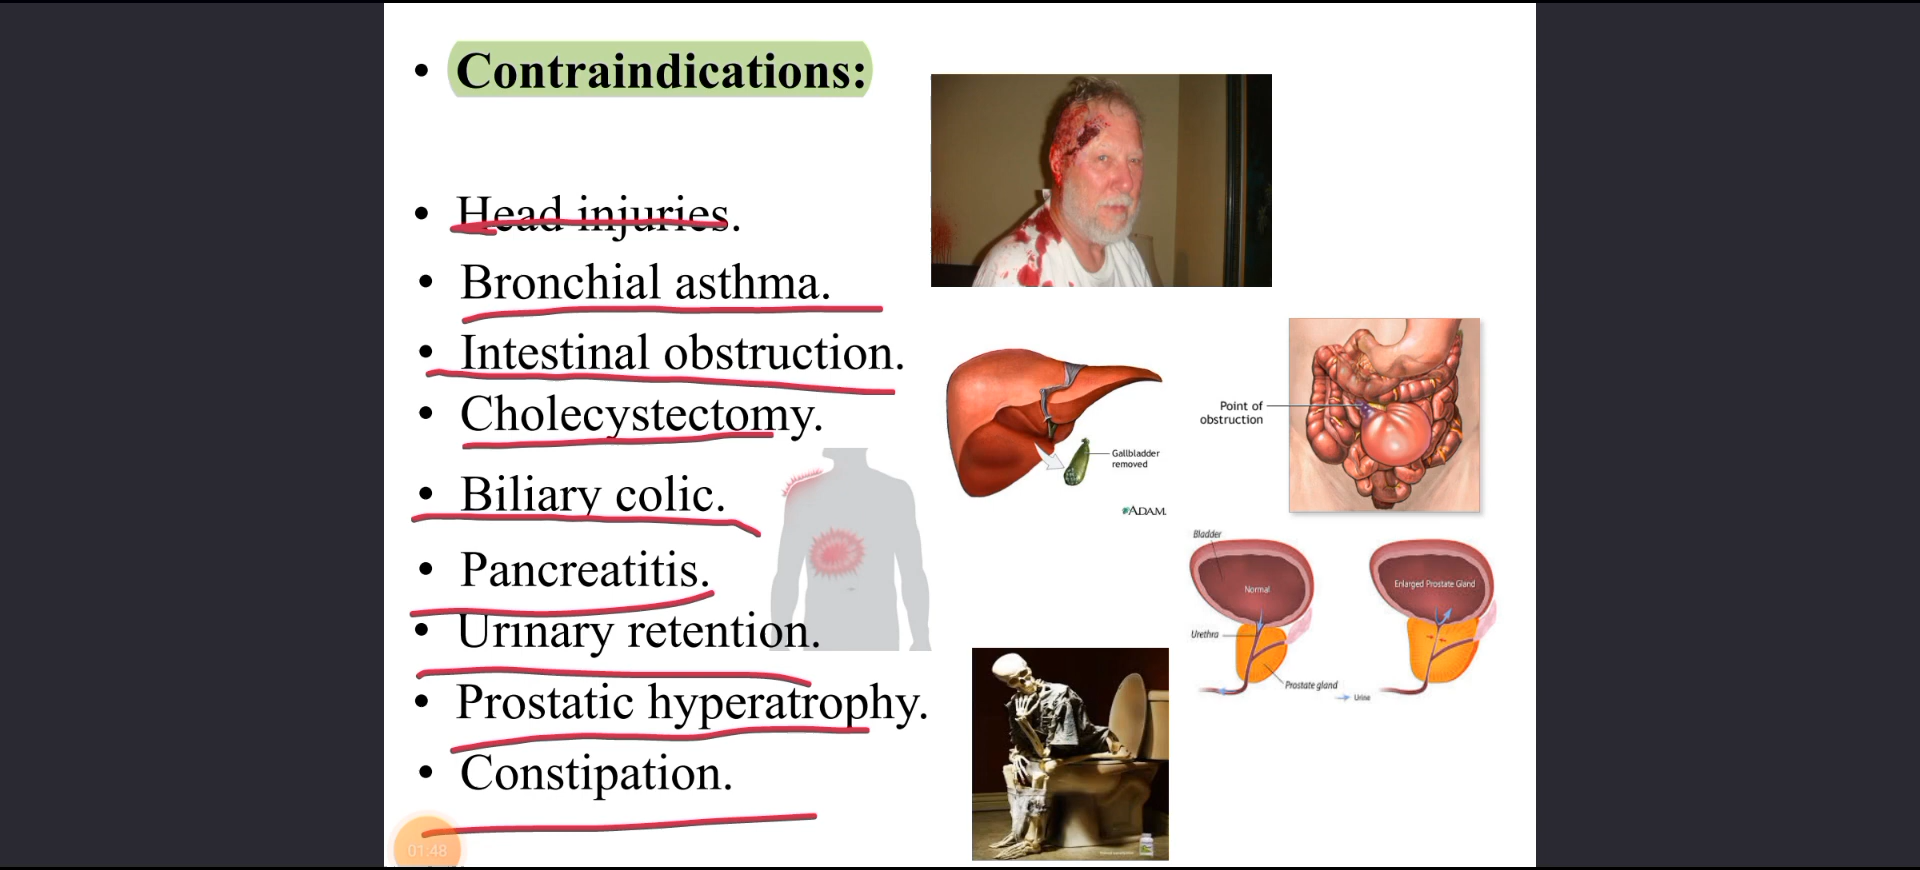 • Contraindications:
• Head injuries.
• Bronchial asthma.
• Intestinal obstruction.
• Cholecystectomy.
• Biliary colic.
• Pancreatitis.
• Urinary retention.
• Prostatic hyperatrophy.
• Constipation.
01:48
Gallbladder
removed
ADAM.
Point of
obstruction
Bladder
Normal
Urethra
Prostate gland
Enlarged Prostate Gland
Urine